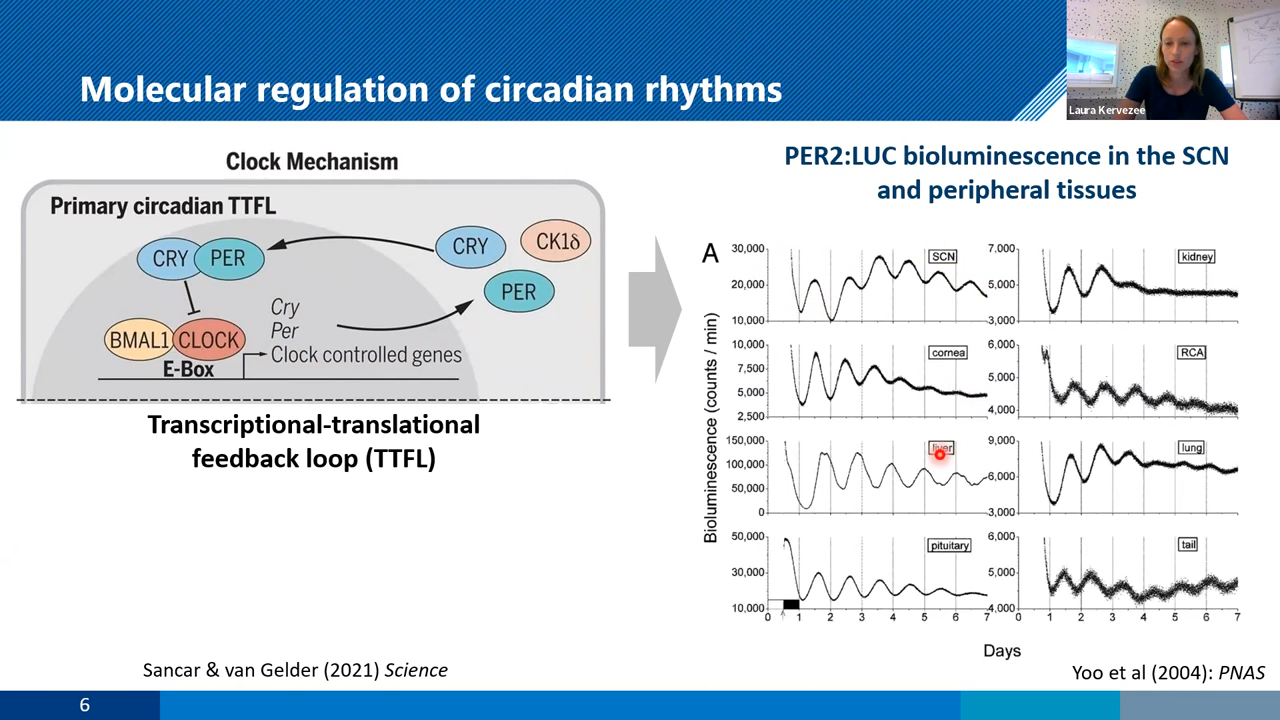 Molecular regulation of circadian rhythms
Laura Kervezee
Clock Mechanism
Primary circadian TTFL
CRY
PER
CRY
CK1δ
PER
BMAL1
CLOCK
E-Box
Cry
Per
Clock controlled genes
Transcriptional-translational
feedback loop (TTFL)
Sancar & van Gelder (2021) Science
PER2:LUC bioluminescence in the SCN
and peripheral tissues
A
Bioluminescence (counts / min)
30,000
20,000
10,000
SCN
7,000
5,000
3,000
kidney
10,000
7,500
5,000
2,500
cornea
6,000
5,000
4,000
RCA
150,000
100,000
50,000
0
liver
9,000
6,000
3,000
lung
50,000
30,000
10,000
pituitary
6,000
5,000
4,000
tail
0 1 2 3 4 5 6 7
0 1 2 3 4 5 6 7
Days
Yoo et al (2004): PNAS
6